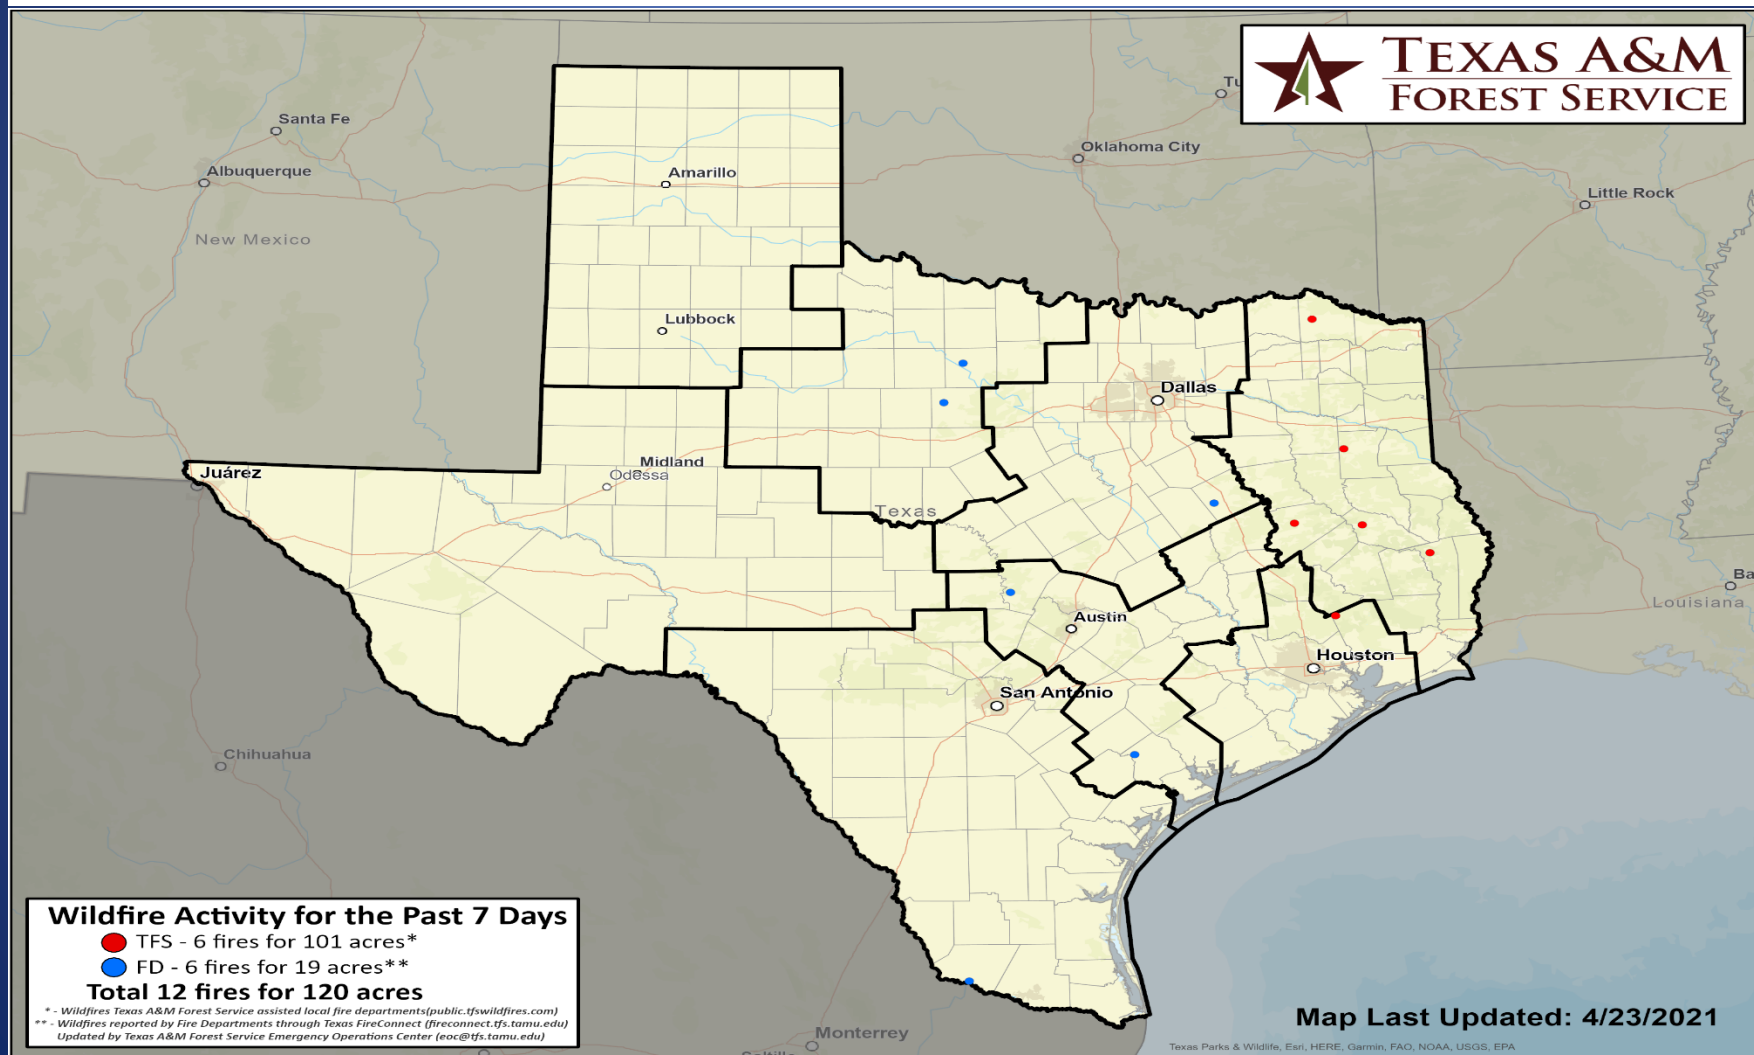 TEXAS A&M
FOREST SERVICE
Santa Fe
Oklahoma City
Albuquerque
Amarillo
Little Rock
New Mexico
Lubbock
Dallas
Midland
Odessa
Juárez
Texas
Louisiana
Austin
Houston
San Antonio
Chihuahua
Wildfire Activity for the Past 7 Days
TFS - 6 fires for 101 acres*
FD - 6 fires for 19 acres**
Total 12 fires for 120 acres
* - Wildfires Texas A&M Forest Service assisted local fire departments(public.tfswildfires.com)
** - Wildfires reported by Fire Departments through Texas FireConnect (fireconnect.tfs.tamu.edu)
Updated by Texas A&M Forest Service Emergency Operations Center (eoc@tfs.tamu.edu)
Map Last Updated: 4/23/2021
Monterrey
Texas Parks & Wildlife, Esri, HERE, Garmin, FAO, NOAA, USGS, EPA